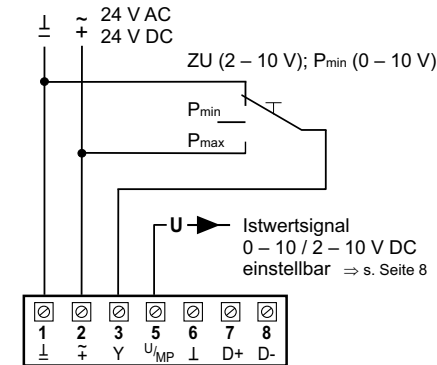 ⊥ ~ 24 V AC
– + 24 V DC
ZU (2 – 10 V); Pmin (0 – 10 V)
Pmin
Pmax
U Istwertsignal
0 – 10 / 2 – 10 V DC
einstellbar ⇒ s. Seite 8
1 2 3 5 6 7 8
⊥ ~ Y U/MP ⊥ D+ D-
– +